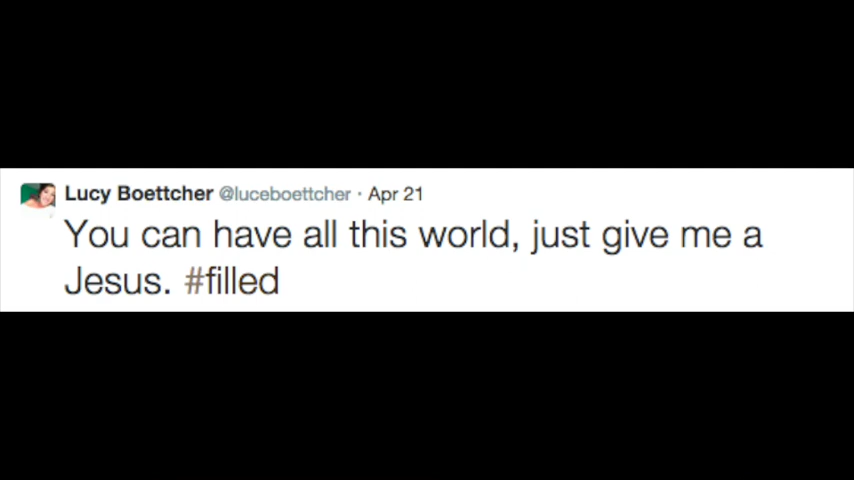 Lucy Boettcher @luceboettcher · Apr 21
You can have all this world, just give me a
Jesus. #filled